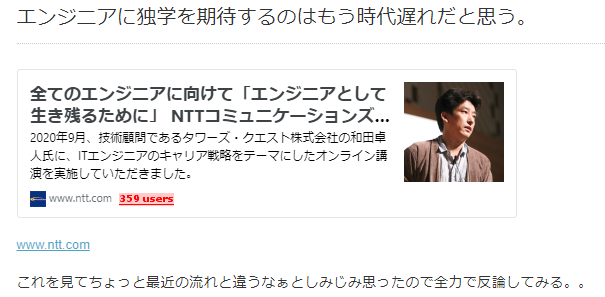 エンジニアに独学を期待するのはもう時代遅れだと思う。
全てのエンジニアに向けて「エンジニアとして
生き残るために」 NTTコミュニケーションズ...
2020年9月、技術顧問であるタワーズ・クエスト株式会社の和田卓
人氏に、ITエンジニアのキャリア戦略をテーマにしたオンライン講
演を実施していただきました。
www.ntt.com 359 users
www.ntt.com
これを見てちょっと最近の流れと違うなぁとしみじみ思ったので全力で反論してみる。。